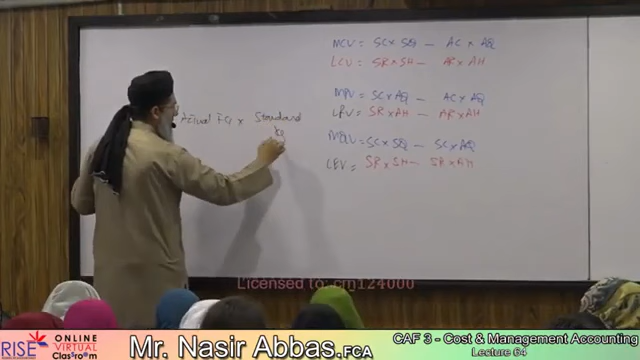 MCV = SC x SQ - AC x AQ
LCV = SR x SH - AR x AH
MPV = SC x AQ - AC x AQ
LRV = SR x AH - AR x AH
= SC x SQ - SC x AQ
LEV = SR x SH - SR x AH
Actual FG x Standard
Licensed to: cm124000
RISE ONLINE VIRTUAL Classroom
Mr. Nasir Abbas.FCA
CAF 3 - Cost & Management Accounting
Lecture 64